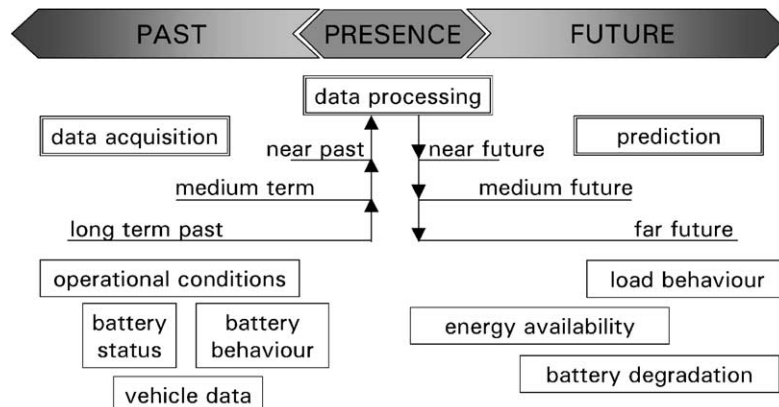 PAST PRESENCE FUTURE
data processing
data acquisition
prediction
near past
near future
medium term
medium future
long term past
far future
operational conditions
load behaviour
battery
status
battery
behaviour
energy availability
battery degradation
vehicle data